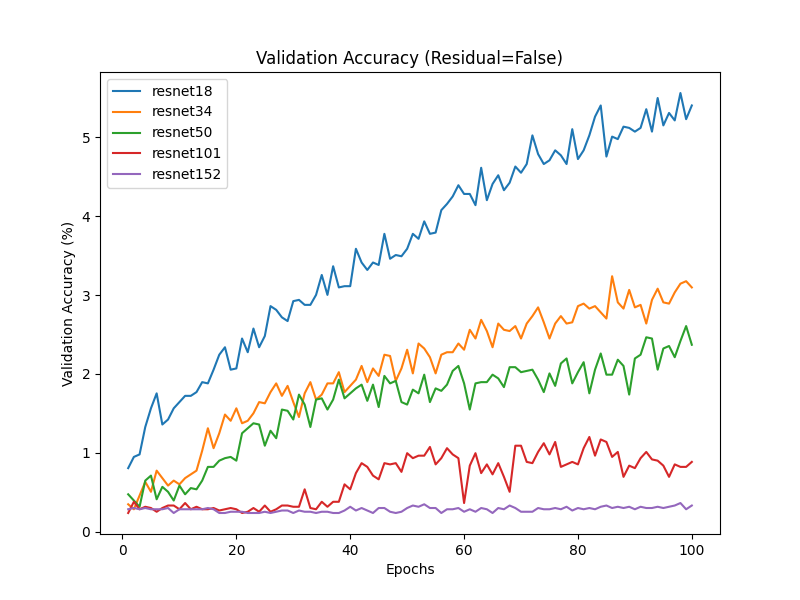 Validation Accuracy (Residual=False)
resnet18
resnet34
resnet50
resnet101
resnet152
Validation Accuracy (%)
5
4
3
2
1
0
0 20 40 60 80 100
Epochs